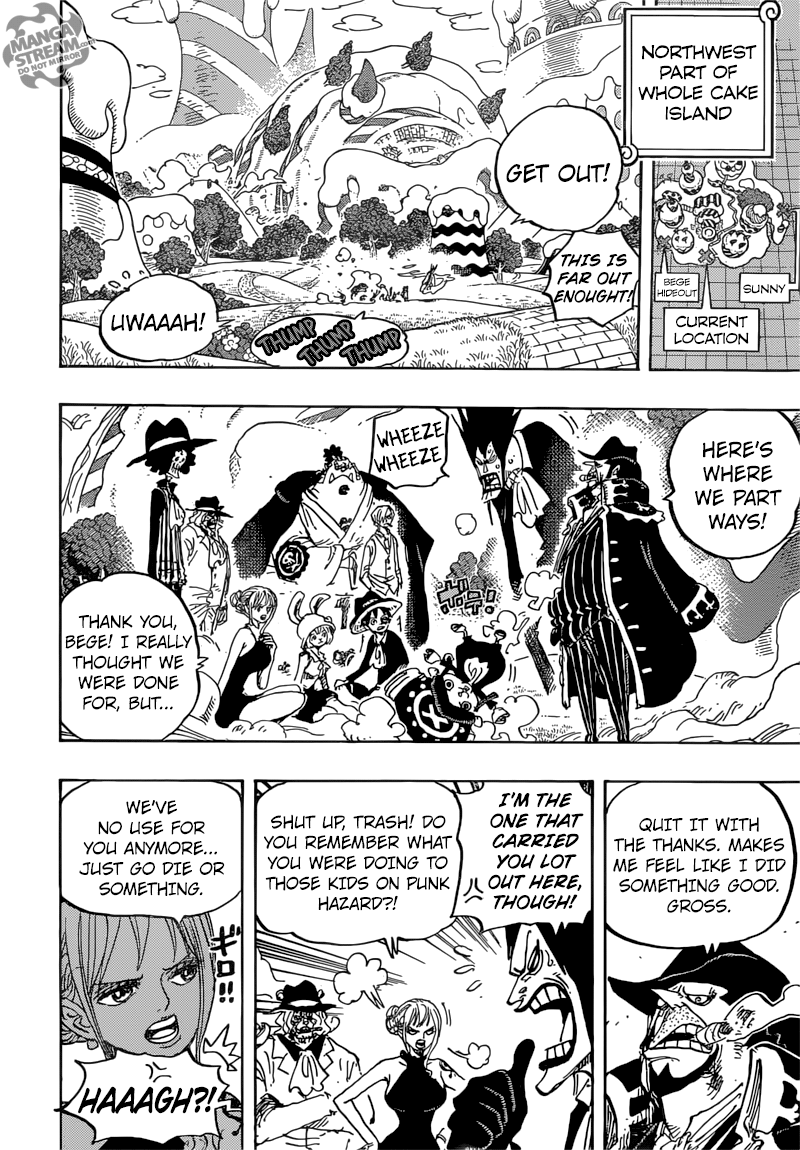 MANGA
STREAM.com
DO NOT MIRROR
NORTHWEST
PART OF
WHOLE CAKE
ISLAND
GET OUT!
THIS IS
FAR OUT
ENOUGHT!
BEGE
HIDEOUT
SUNNY
CURRENT
LOCATION
UWAAAH!
THUMP
THUMP
THUMP
HERE'S
WHERE
WE PART
WAYS!
WHEEZE
WHEEZE
THANK YOU,
BEGE! I REALLY
THOUGHT WE
WERE DONE
FOR, BUT...
QUIT IT WITH
THE THANKS. MAKES
ME FEEL LIKE I DID
SOMETHING GOOD.
GROSS.
I'M THE
ONE THAT
CARRIED
YOU LOT
OUT HERE,
THOUGH!
SHUT UP, TRASH! DO
YOU REMEMBER WHAT
YOU WERE DOING TO
THOSE KIDS ON PUNK
HAZARD?!
WE'VE
NO USE FOR
YOU ANYMORE...
JUST GO DIE OR
SOMETHING.
ギロ!!
HAAAGH?!